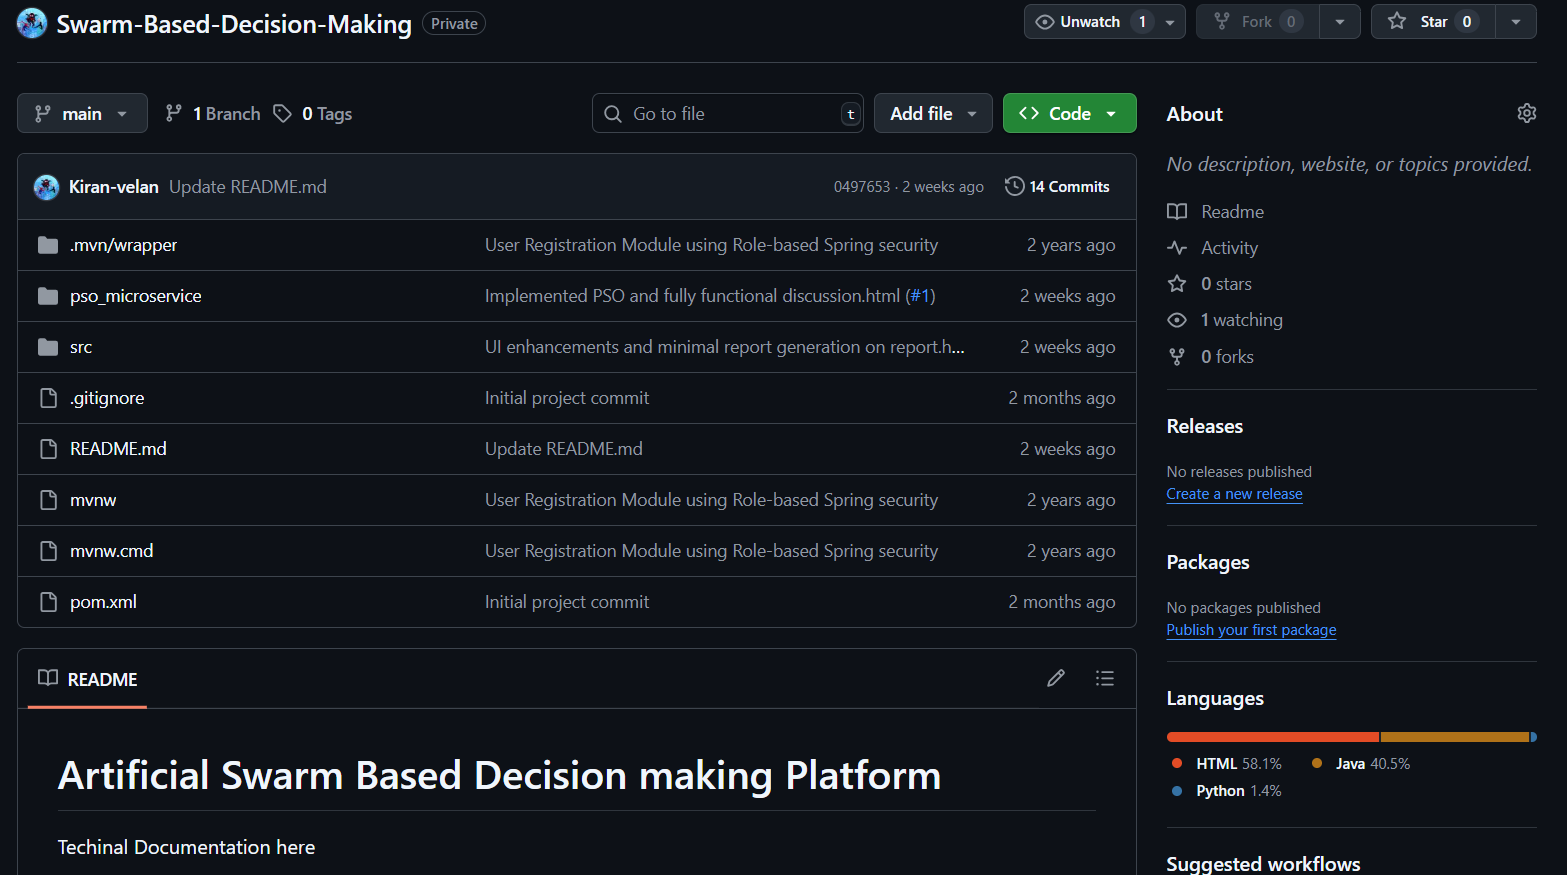 Swarm-Based-Decision-Making Private Unwatch 1 Fork 0 Star 0
main 1 Branch 0 Tags Go to file t Add file Code
Kiran-velan Update README.md 0497653 · 2 weeks ago 14 Commits
.mvn/wrapper User Registration Module using Role-based Spring security 2 years ago
pso_microservice Implemented PSO and fully functional discussion.html (#1) 2 weeks ago
src UI enhancements and minimal report generation on report.h... 2 weeks ago
.gitignore Initial project commit 2 months ago
README.md Update README.md 2 weeks ago
mvnw User Registration Module using Role-based Spring security 2 years ago
mvnw.cmd User Registration Module using Role-based Spring security 2 years ago
pom.xml Initial project commit 2 months ago
README
Artificial Swarm Based Decision making Platform
Techinal Documentation here
About
No description, website, or topics provided.
Readme
Activity
0 stars
1 watching
0 forks
Releases
No releases published
Create a new release
Packages
No packages published
Publish your first package
Languages
HTML 58.1% Java 40.5%
Python 1.4%
Suggested workflows